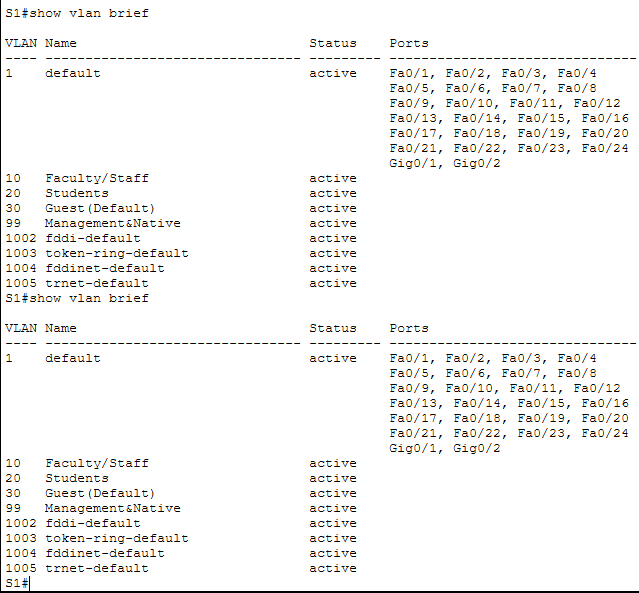 S1#show vlan brief
VLAN Name                             Status    Ports
---- -------------------------------- --------- -------------------------------
1    default                          active    Fa0/1, Fa0/2, Fa0/3, Fa0/4
                                                Fa0/5, Fa0/6, Fa0/7, Fa0/8
                                                Fa0/9, Fa0/10, Fa0/11, Fa0/12
                                                Fa0/13, Fa0/14, Fa0/15, Fa0/16
                                                Fa0/17, Fa0/18, Fa0/19, Fa0/20
                                                Fa0/21, Fa0/22, Fa0/23, Fa0/24
                                                Gig0/1, Gig0/2
10   Faculty/Staff                    active
20   Students                         active
30   Guest(Default)                   active
99   Management&Native                active
1002 fddi-default                     active
1003 token-ring-default               active
1004 fddinet-default                  active
1005 trnet-default                    active
S1#show vlan brief
VLAN Name                             Status    Ports
---- -------------------------------- --------- -------------------------------
1    default                          active    Fa0/1, Fa0/2, Fa0/3, Fa0/4
                                                Fa0/5, Fa0/6, Fa0/7, Fa0/8
                                                Fa0/9, Fa0/10, Fa0/11, Fa0/12
                                                Fa0/13, Fa0/14, Fa0/15, Fa0/16
                                                Fa0/17, Fa0/18, Fa0/19, Fa0/20
                                                Fa0/21, Fa0/22, Fa0/23, Fa0/24
                                                Gig0/1, Gig0/2
10   Faculty/Staff                    active
20   Students                         active
30   Guest(Default)                   active
99   Management&Native                active
1002 fddi-default                     active
1003 token-ring-default               active
1004 fddinet-default                  active
1005 trnet-default                    active
S1#